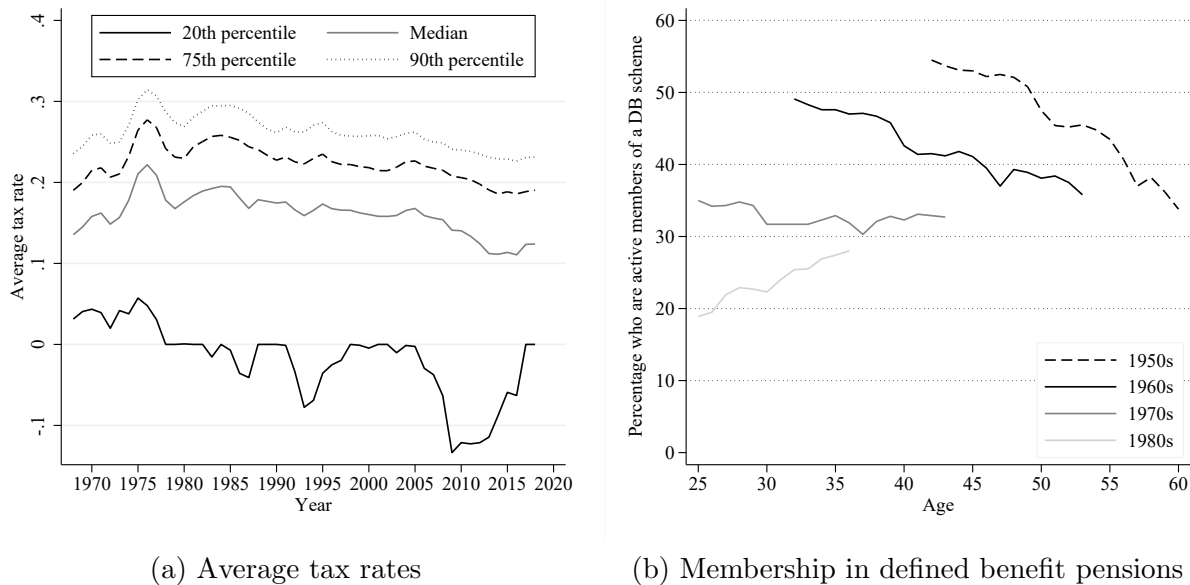 .4
.3
.2
.1
0
-.1
Average tax rate
20th percentile
Median
75th percentile
90th percentile
1970 1975 1980 1985 1990 1995 2000 2005 2010 2015 2020
Year
(a) Average tax rates
60
50
40
30
20
10
0
Percentage who are active members of a DB scheme
1950s
1960s
1970s
1980s
25 30 35 40 45 50 55 60
Age
(b) Membership in defined benefit pensions